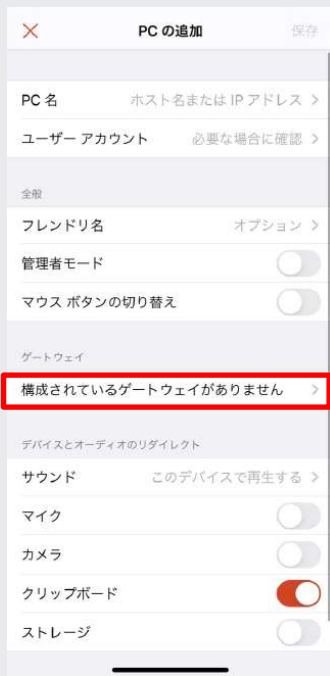 PC の追加
保存
PC 名
ホスト名または IP アドレス
ユーザー アカウント
必要な場合に確認
全般
フレンドリ名
オプション
管理者モード
マウス ボタンの切り替え
ゲートウェイ
構成されているゲートウェイがありません
デバイスとオーディオのリダイレクト
サウンド
このデバイスで再生する
マイク
カメラ
クリップボード
ストレージ